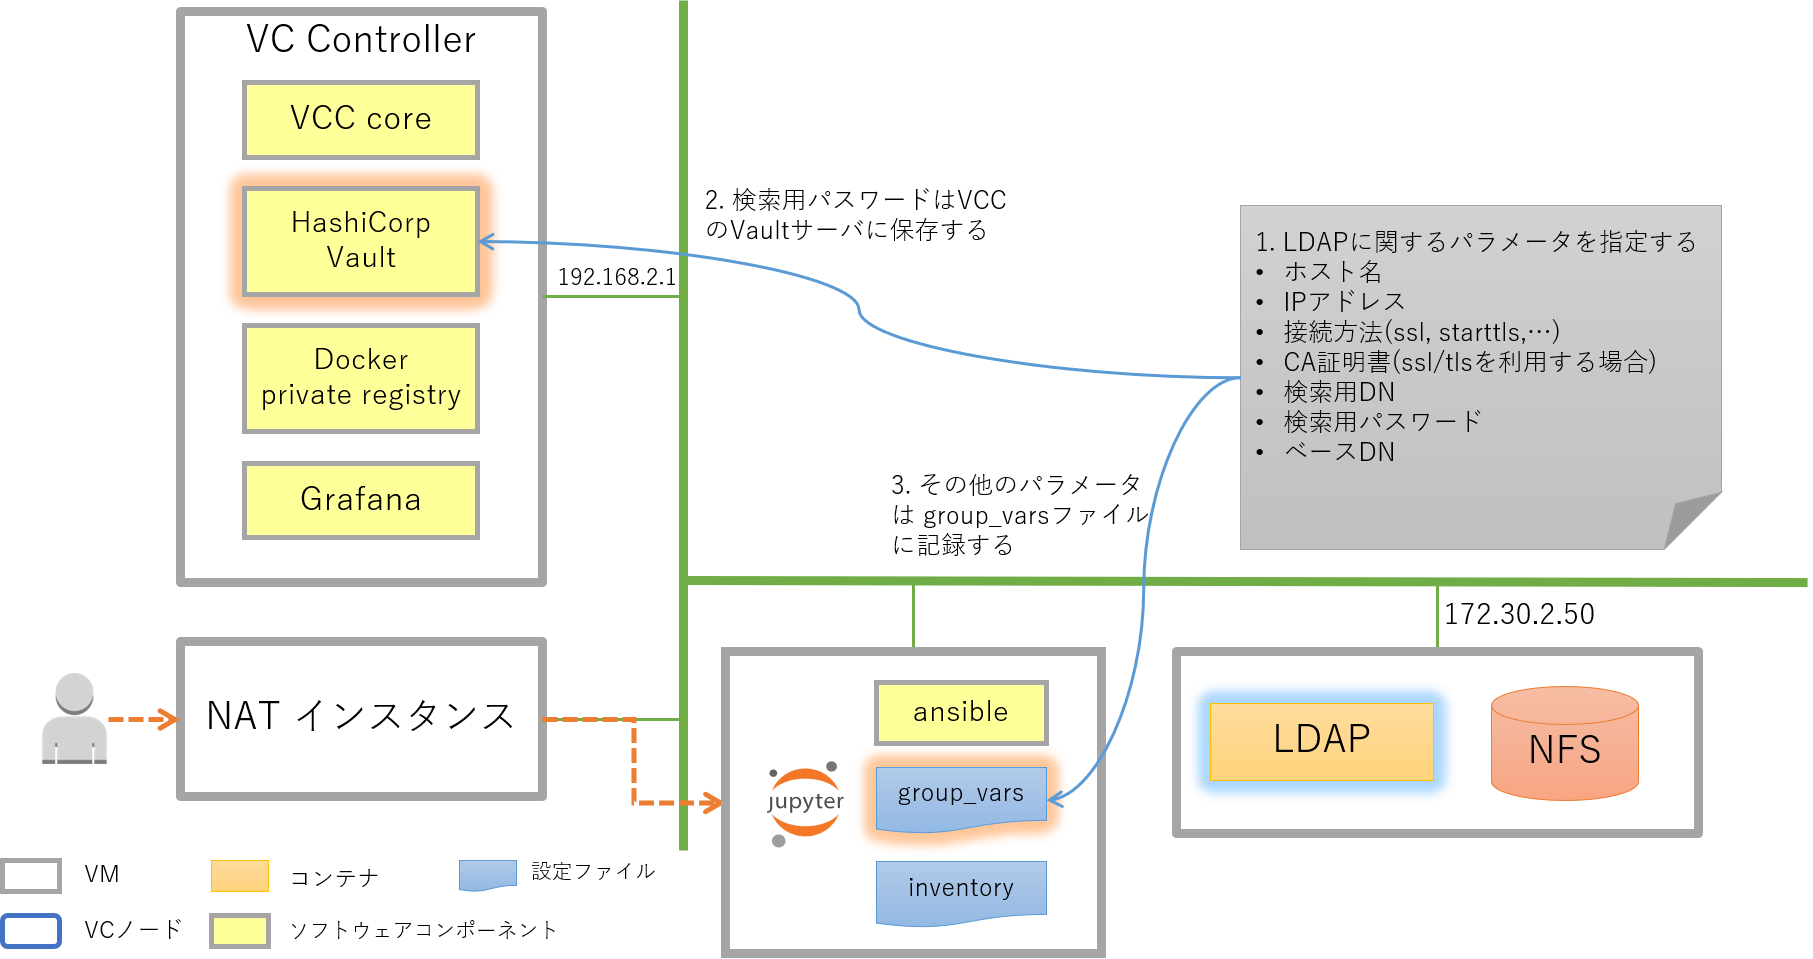 VC Controller
VCC core
HashiCorp
Vault
Docker
private registry
Grafana
192.168.2.1
2. 検索用パスワードはVCC
のVaultサーバに保存する
1. LDAPに関するパラメータを指定する
• ホスト名
• IPアドレス
• 接続方法(ssl, starttls,…)
• CA証明書(ssl/tlsを利用する場合)
• 検索用DN
• 検索用パスワード
• ベースDN
3. その他のパラメータ
は group_varsファイル
に記録する
172.30.2.50
NAT インスタンス
jupyter
ansible
group_vars
inventory
LDAP
NFS
VM
コンテナ
設定ファイル
VCノード
ソフトウェアコンポーネント